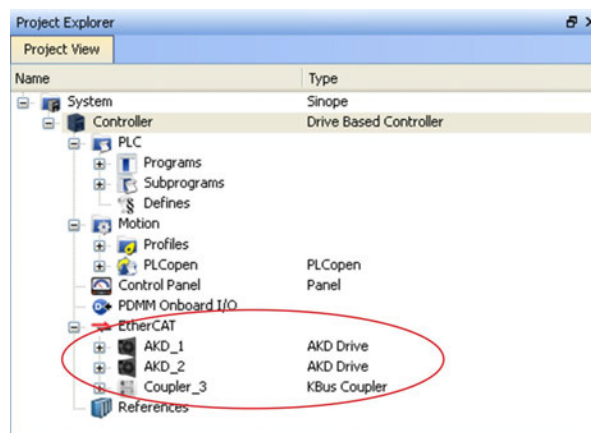 Project Explorer
Project View
Name Type
System Sinope
Controller Drive Based Controller
PLC
Programs
Subprograms
Defines
Motion
Profiles
PLCopen PLCopen
Control Panel Panel
PDMM Onboard I/O
EtherCAT
AKD_1 AKD Drive
AKD_2 AKD Drive
Coupler_3 KBus Coupler
References